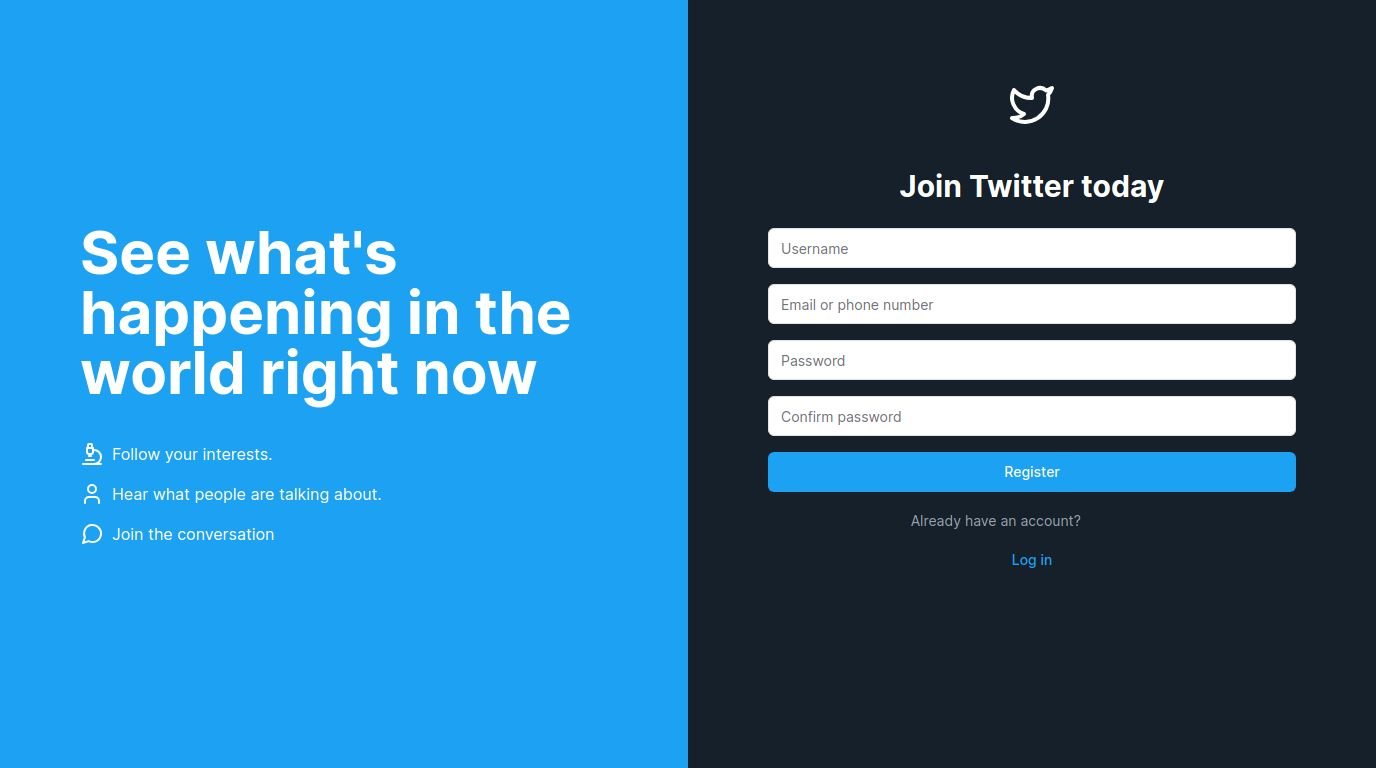 See what's
happening in the
world right now
Follow your interests.
Hear what people are talking about.
Join the conversation
Join Twitter today
Username
Email or phone number
Password
Confirm password
Register
Already have an account?
Log in